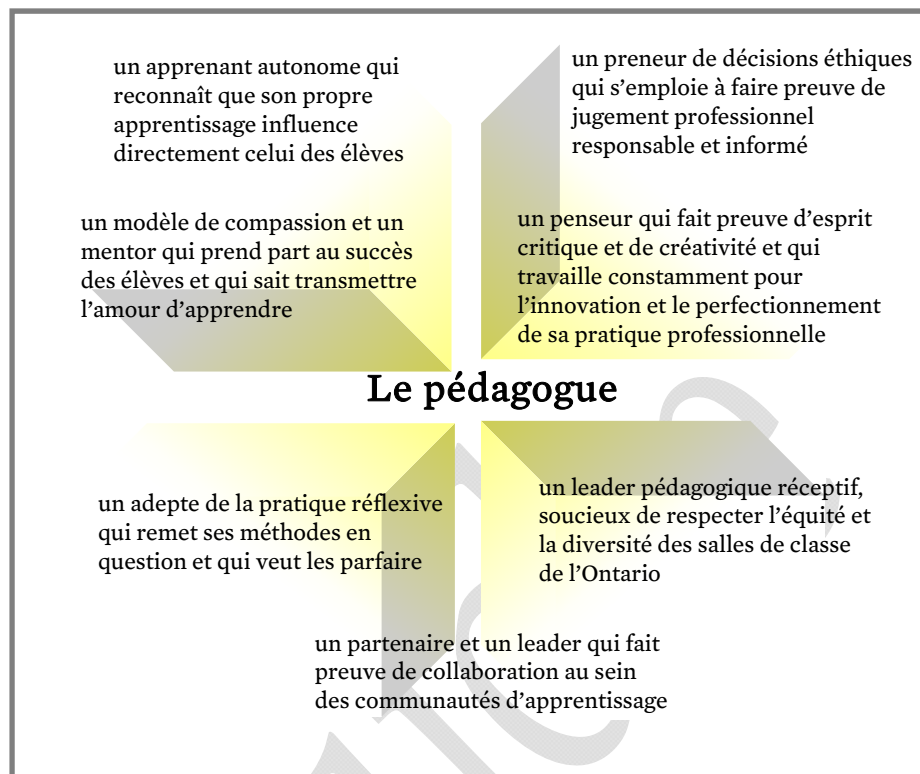 un apprenant autonome qui
reconnaît que son propre
apprentissage influence
directement celui des élèves
un preneur de décisions éthiques
qui s’emploie à faire preuve de
jugement professionnel
responsable et informé
un modèle de compassion et un
mentor qui prend part au succès
des élèves et qui sait transmettre
l’amour d’apprendre
un penseur qui fait preuve d’esprit
critique et de créativité et qui
travaille constamment pour
l’innovation et le perfectionnement
de sa pratique professionnelle
Le pédagogue
un adepte de la pratique réflexive
qui remet ses méthodes en
question et qui veut les parfaire
un leader pédagogique réceptif,
soucieux de respecter l’équité et
la diversité des salles de classe
de l’Ontario
un partenaire et un leader qui fait
preuve de collaboration au sein
des communautés d’apprentissage